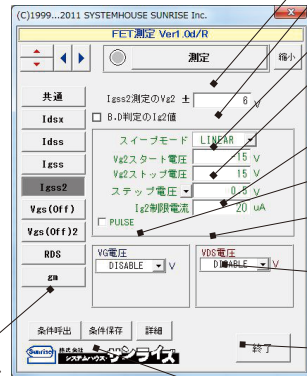 (C)1999...2011 SYSTEMHOUSE SUNRISE Inc.
FET測定 Ver1.0d/R
測定
縮小
共通
Idsx
Idss
Igss
Igss2
Vgs(Off)
Vgs(Off)2
RDS
gm
Igss2測定のVg2 ± 6 V
B.D判定のIg2値
スイープモード LINEAR
Vg2スタート電圧 -15 V
Vg2ストップ電圧 15 V
ステップ電圧 0.5 V
Ig2制限電流 20 uA
PULSE
VG電圧
DISABLE V
VDS電圧
DISABLE V
条件呼出 条件保存 詳細
Sunrise 株式会社 システムハウス・サンライズ
終了